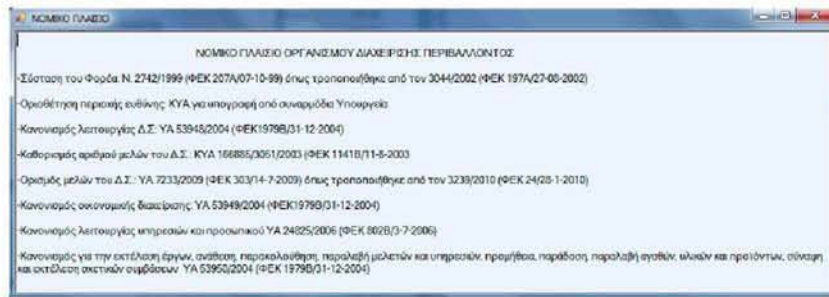 ΝΟΜΙΚΟ ΠΛΑΙΣΙΟ
ΝΟΜΙΚΟ ΠΛΑΙΣΙΟ ΟΡΓΑΝΙΣΜΟΥ ΔΙΑΧΕΙΡΙΣΗΣ ΠΕΡΙΒΑΛΛΟΝΤΟΣ
-Σύσταση του Φορέα: Ν. 2742/1999 (ΦΕΚ 207Α/07-10-99) όπως τροποποιήθηκε από τον 3044/2002 (ΦΕΚ 197Α/27-08-2002)
-Οριοθέτηση περιοχής ευθύνης: ΚΥΑ για υπογραφή από συναρμόδια Υπουργεία
-Κανονισμός λειτουργίας Δ.Σ: ΥΑ 53948/2004 (ΦΕΚ1979Β/31-12-2004)
-Καθορισμός αριθμού μελών του Δ.Σ.: ΚΥΑ 166885/3051/2003 (ΦΕΚ 1141Β/11-8-2003
-Ορισμός μελών του Δ.Σ.: ΥΑ 7233/2009 (ΦΕΚ 303/14-7-2009) όπως τροποποιήθηκε από τον 3239/2010 (ΦΕΚ 24/28-1-2010)
-Κανονισμός οικονομικής διαχείρισης: ΥΑ 53949/2004 (ΦΕΚ1979Β/31-12-2004)
-Κανονισμός λειτουργίας υπηρεσιών και προσωπικού ΥΑ 24825/2006 (ΦΕΚ 802Β/3-7-2006)
-Κανονισμός για την εκτέλεση έργων, ανάθεση, παρακολούθηση, παραλαβή μελετών και υπηρεσιών, προμήθεια, παράδοση, παραλαβή αγαθών, υλικών και προϊόντων, σύναψη
και εκτέλεση σχετικών συμβάσεων ΥΑ 53950/2004 (ΦΕΚ 1979Β/31-12-2004)